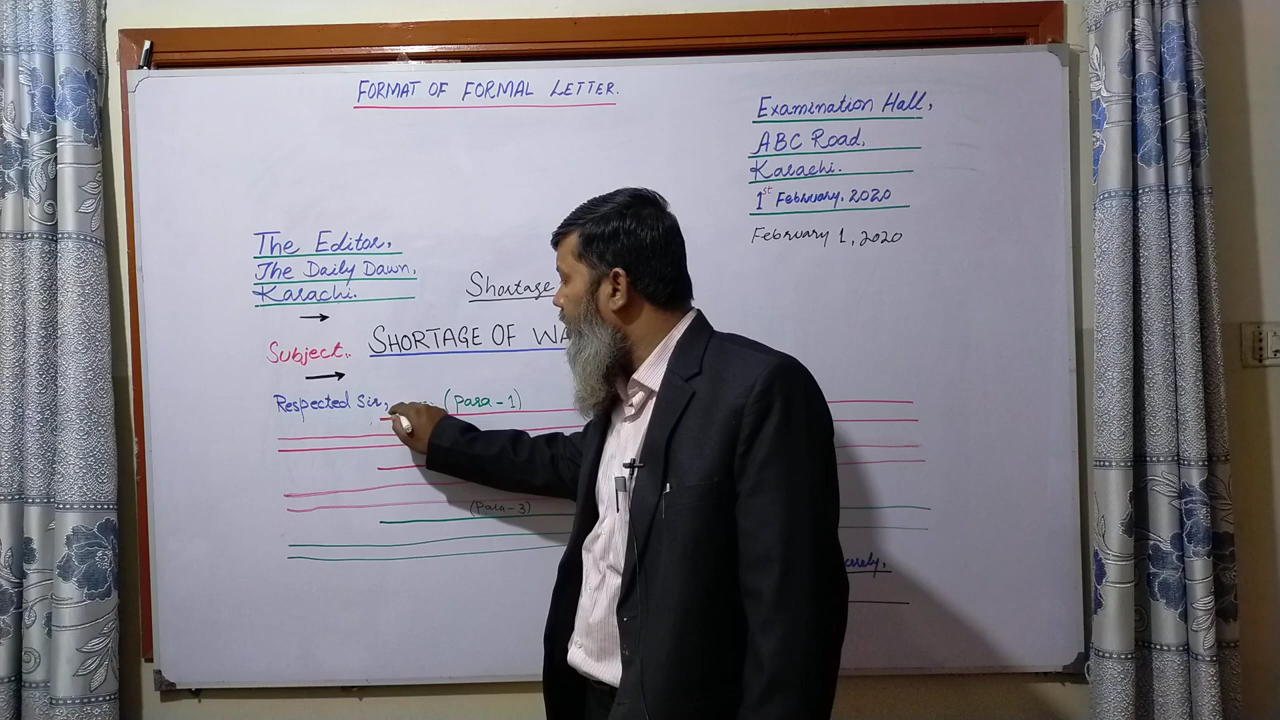 FORMAT OF FORMAL LETTER.
Examination Hall,
ABC Road,
Karachi.
1st February, 2020
February 1, 2020
The Editor,
The Daily Dawn,
Karachi.
Shortage
Subject:
SHORTAGE OF WA
Respected Sir,
(Para-1)
(Para-3)